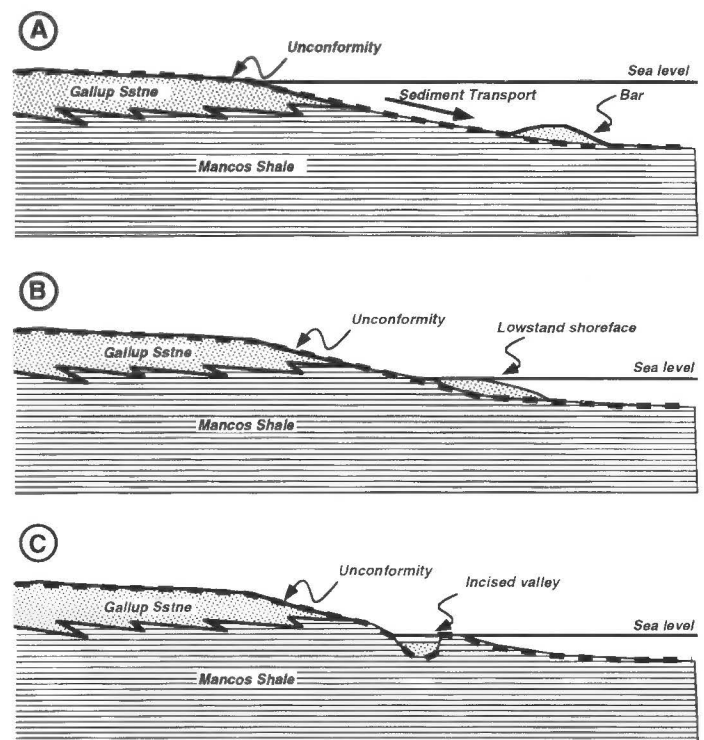 A
Unconformity
Sea level
Gallup Sstne
Sediment Transport
Bar
Mancos Shale
B
Unconformity
Lowstand shoreface
Gallup Sstne
Sea level
Mancos Shale
C
Unconformity
Incised valley
Gallup Sstne
Sea level
Mancos Shale